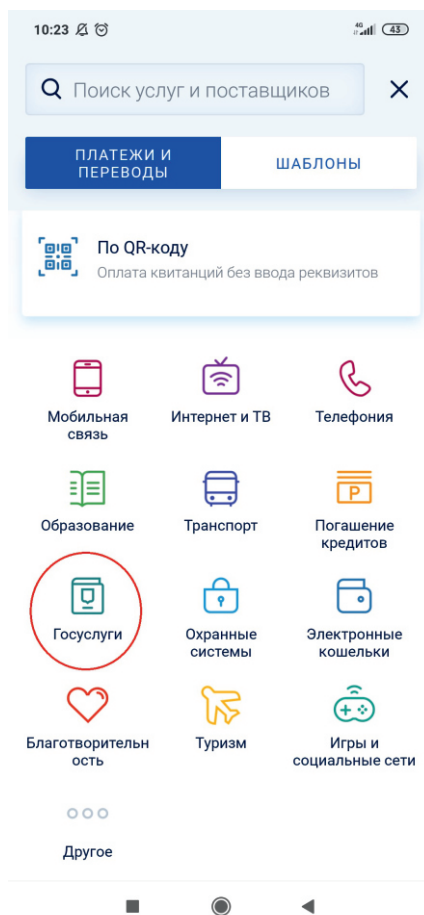 10:23
4G
43
Поиск услуг и поставщиков
ПЛАТЕЖИ И
ПЕРЕВОДЫ
ШАБЛОНЫ
По QR-коду
Оплата квитанций без ввода реквизитов
Мобильная
связь
Интернет и ТВ
Телефония
Образование
Транспорт
P
Погашение
кредитов
Госуслуги
Охранные
системы
Электронные
кошельки
Благотворительн
ость
Туризм
Игры и
социальные сети
Другое